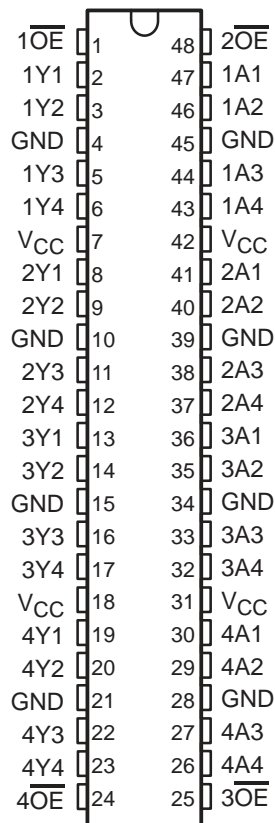 1O̅E̅ 1 48 2O̅E̅
1Y1 2 47 1A1
1Y2 3 46 1A2
GND 4 45 GND
1Y3 5 44 1A3
1Y4 6 43 1A4
VCC 7 42 VCC
2Y1 8 41 2A1
2Y2 9 40 2A2
GND 10 39 GND
2Y3 11 38 2A3
2Y4 12 37 2A4
3Y1 13 36 3A1
3Y2 14 35 3A2
GND 15 34 GND
3Y3 16 33 3A3
3Y4 17 32 3A4
VCC 18 31 VCC
4Y1 19 30 4A1
4Y2 20 29 4A2
GND 21 28 GND
4Y3 22 27 4A3
4Y4 23 26 4A4
4O̅E̅ 24 25 3O̅E̅